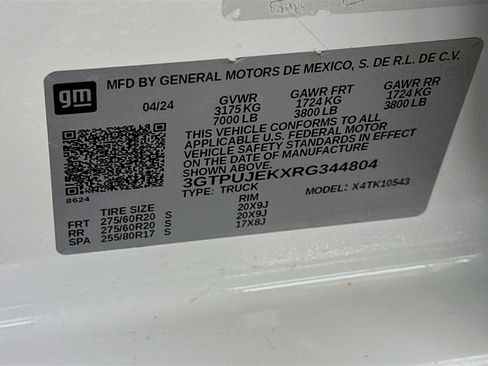 MFD BY GENERAL MOTORS DE MEXICO, S. DE R.L. DE C.V.
gm
04/24 GVWR GAWR FRT GAWR RR
3175 KG 1724 KG 1724 KG
7000 LB 3800 LB 3800 LB
THIS VEHICLE CONFORMS TO ALL
APPLICABLE U.S. FEDERAL MOTOR
VEHICLE SAFETY STANDARDS IN EFFECT
ON THE DATE OF MANUFACTURE
SHOWN ABOVE.
3GTPUJEKXRG344804
8624
TYPE: TRUCK MODEL: X4TK10543
TIRE SIZE RIM
FRT 275/60R20 S 20X9J
RR 275/60R20 S 20X9J
SPA 255/80R17 S 17X8J